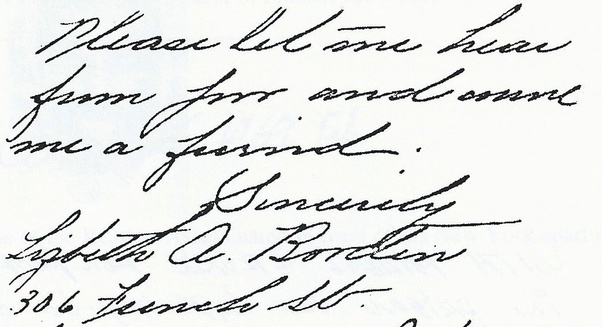 Please let me hear
from you and count
me a friend.
Sincerely
Lizbeth A. Borden
306 French St.